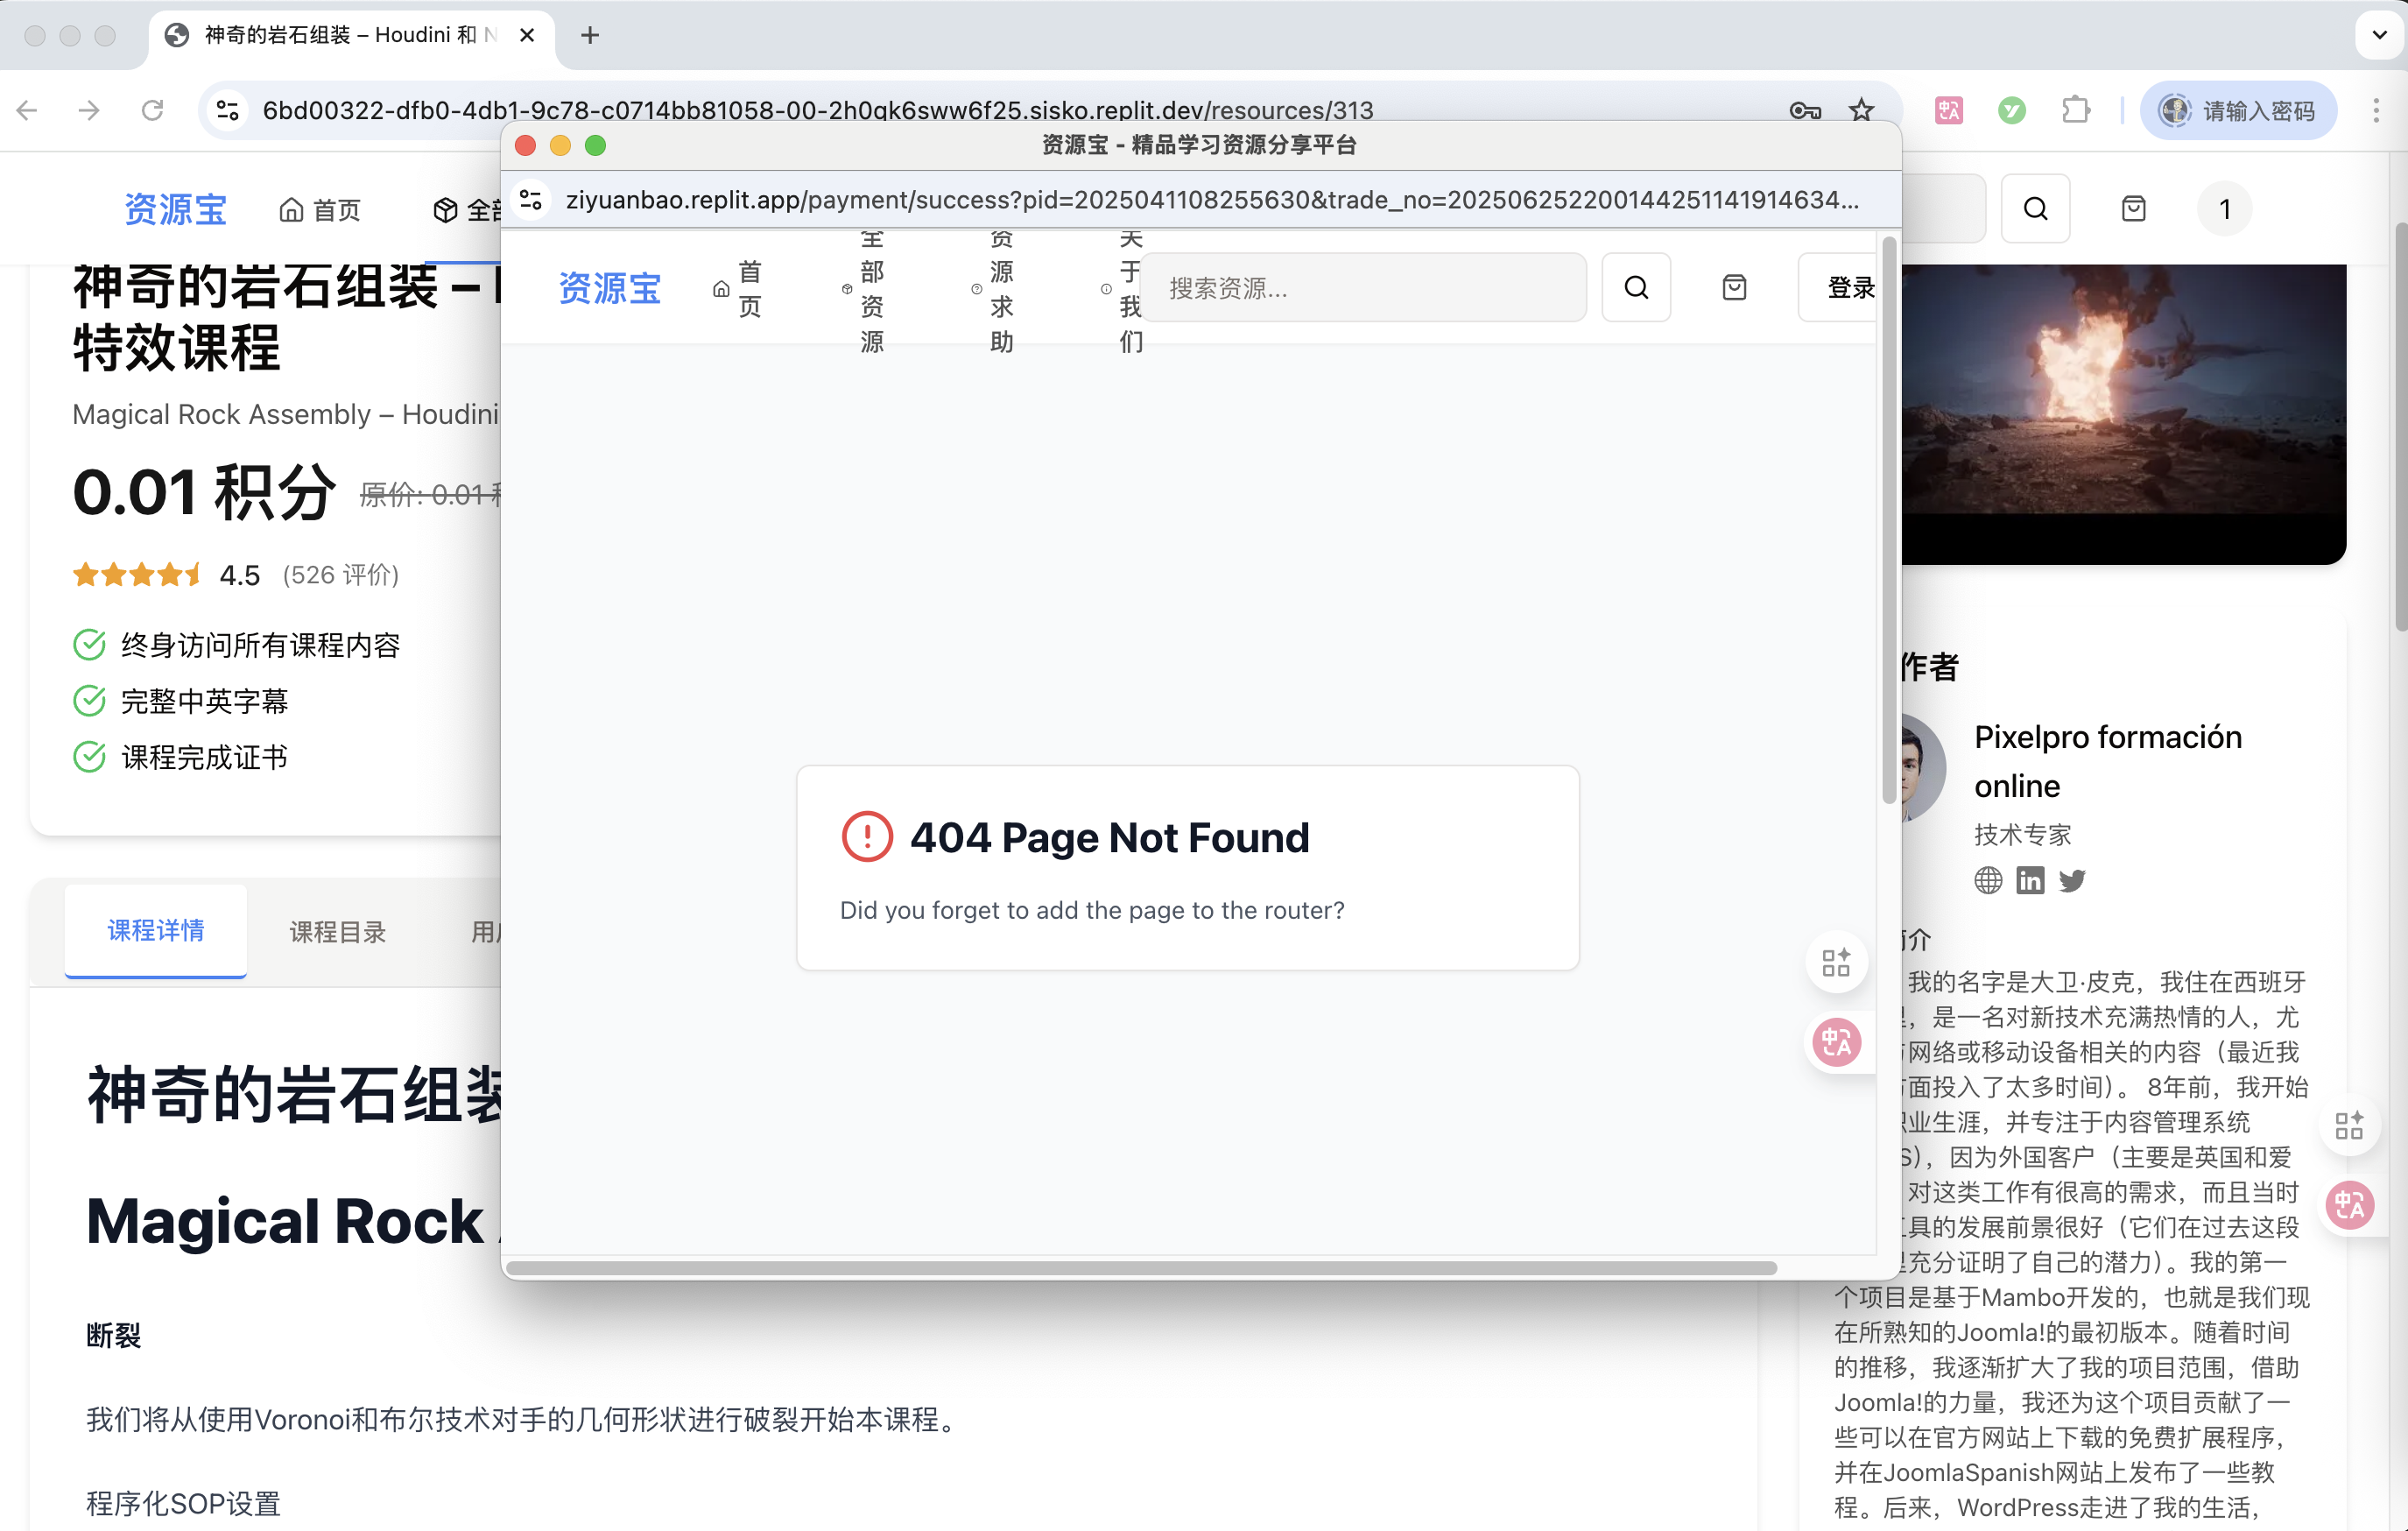 神奇的岩石组装 – Houdini 和 N
6bd00322-dfb0-4db1-9c78-c0714bb81058-00-2h0qk6sww6f25.sisko.replit.dev/resources/313
请输入密码
资源宝
首页
全部
1
神奇的岩石组装 –
特效课程
Magical Rock Assembly – Houdini
0.01 积分
原价: 0.01
4.5
(526 评价)
终身访问所有课程内容
完整中英字幕
课程完成证书
课程详情
课程目录
神奇的岩石组装
Magical Rock
断裂
我们将从使用Voronoi和布尔技术对手的几何形状进行破裂开始本课程。
程序化SOP设置
资源宝 - 精品学习资源分享平台
ziyuanbao.replit.app/payment/success?pid=2025041108255630&trade_no=202506252200144251141914634...
资源宝
首页
全部资源
资源求助
关于我们
搜索资源...
登录
404 Page Not Found
Did you forget to add the page to the router?
作者
Pixelpro formación
online
技术专家
介
我的名字是大卫·皮克，我住在西班牙
，是一名对新技术充满热情的人，尤
网络或移动设备相关的内容（最近我
面投入了太多时间）。 8年前，我开始
业生涯，并专注于内容管理系统
S），因为外国客户（主要是英国和爱
对这类工作有很高的需求，而且当时
具的发展前景很好（它们在过去这段
充分证明了自己的潜力）。我的第一
个项目是基于Mambo开发的，也就是我们现
在所熟知的Joomla!的最初版本。随着时间
的推移，我逐渐扩大了我的项目范围，借助
Joomla!的力量，我还为这个项目贡献了一
些可以在官方网站上下载的免费扩展程序，
并在JoomlaSpanish网站上发布了一些教
程。后来，WordPress走进了我的生活，